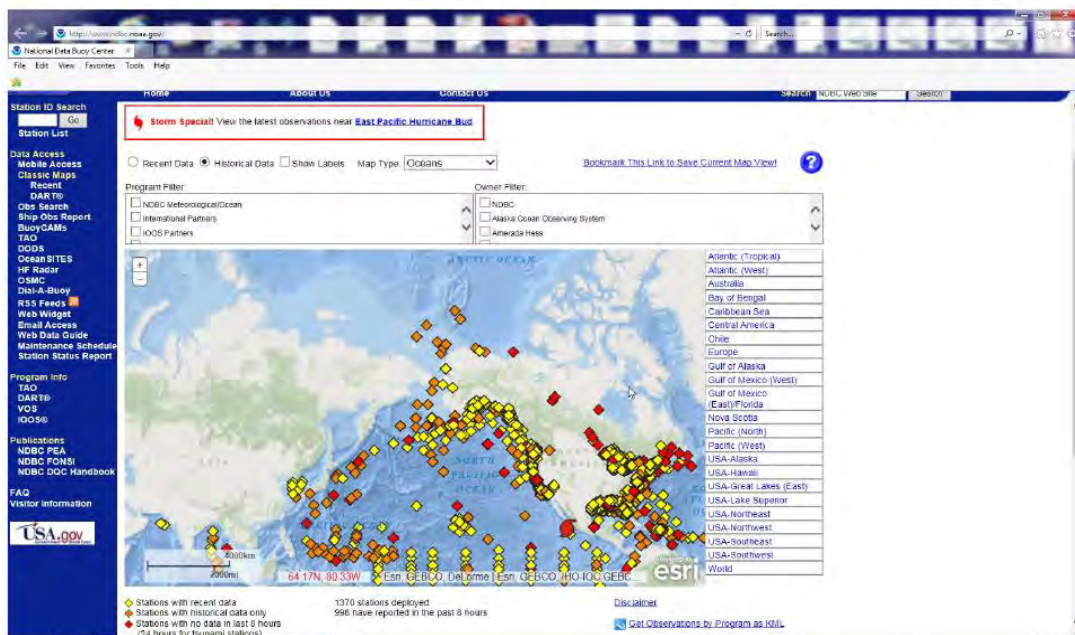 http://www.ndbc.noaa.gov/
Search...
National Data Buoy Center
File Edit View Favorites Tools Help
Home About Us Contact Us Search NDBC Web Site Search
Station ID Search
Go
Station List
Data Access
Mobile Access
Classic Maps
Recent
DART®
Obs Search
Ship Obs Report
BuoyCAMs
TAO
DODS
OceanSITES
HF Radar
OSMC
Dial-A-Buoy
RSS Feeds
Web Widget
Email Access
Web Data Guide
Maintenance Schedule
Station Status Report
Program Info
TAO
DART®
VOS
IOOS®
Publications
NDBC PEA
NDBC FONSI
NDBC DQC Handbook
FAQ
Visitor Information
USA.gov
Storm Special! View the latest observations near East Pacific Hurricane Bud
Recent Data Historical Data Show Labels Map Type Oceans
Bookmark This Link to Save Current Map View!
?
Program Filter:
NDBC Meteorological/Ocean
International Partners
IOOS Partners
Owner Filter:
NDBC
Alaska Ocean Observing System
Amerada Hess
+
−
ARCTIC OCEAN
ASIA
NORTH
PACIFIC
OCEAN
4000km
2000mi
64.17N, 80.33W
Esri, GEBCO, DeLorme | Esri, GEBCO, IHO-IOC GEBC...
esri
Atlantic (Tropical)
Atlantic (West)
Australia
Bay of Bengal
Caribbean Sea
Central America
Chile
Europe
Gulf of Alaska
Gulf of Mexico (West)
Gulf of Mexico
(East)/Florida
Nova Scotia
Pacific (North)
Pacific (West)
USA-Alaska
USA-Hawaii
USA-Great Lakes (East)
USA-Lake Superior
USA-Northeast
USA-Northwest
USA-Southeast
USA-Southwest
World
Stations with recent data
Stations with historical data only
Stations with no data in last 8 hours
(24 hours for tsunami stations)
1370 stations deployed
998 have reported in the past 8 hours
Disclaimer
Get Observations by Program as KML